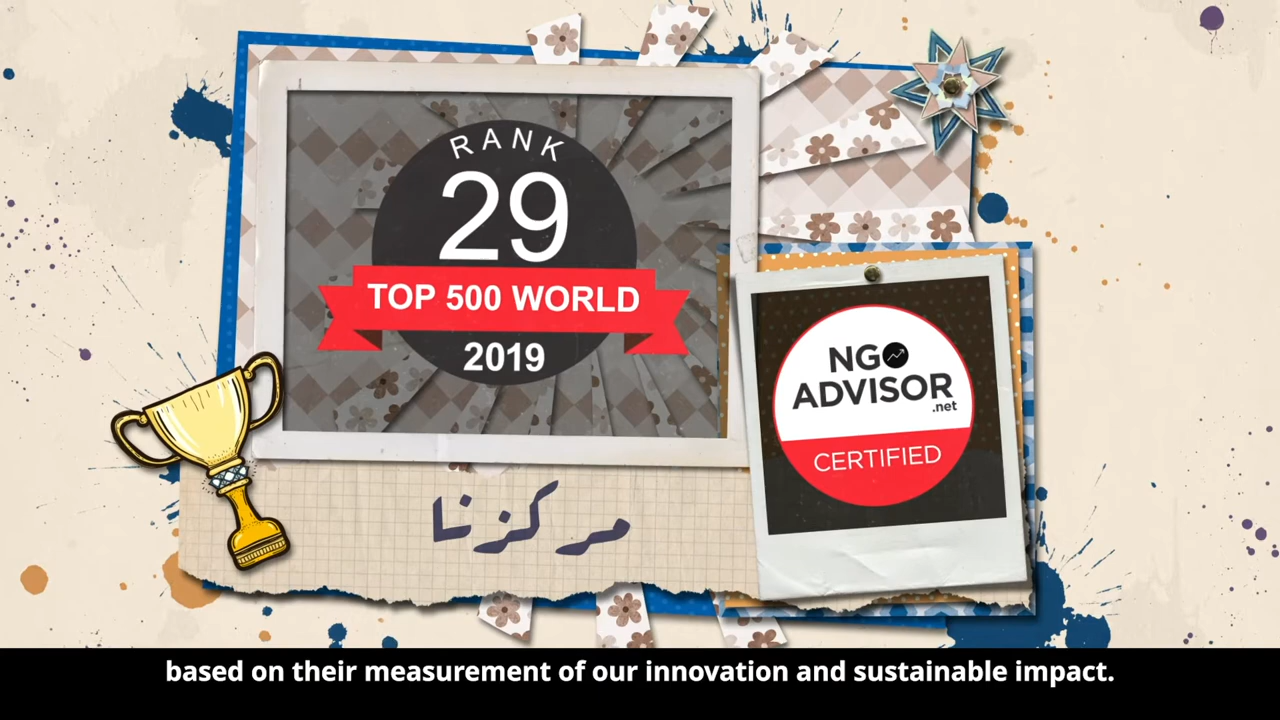 RANK
29
TOP 500 WORLD
2019
NGO
ADVISOR
.net
CERTIFIED
مركزنا
based on their measurement of our innovation and sustainable impact.